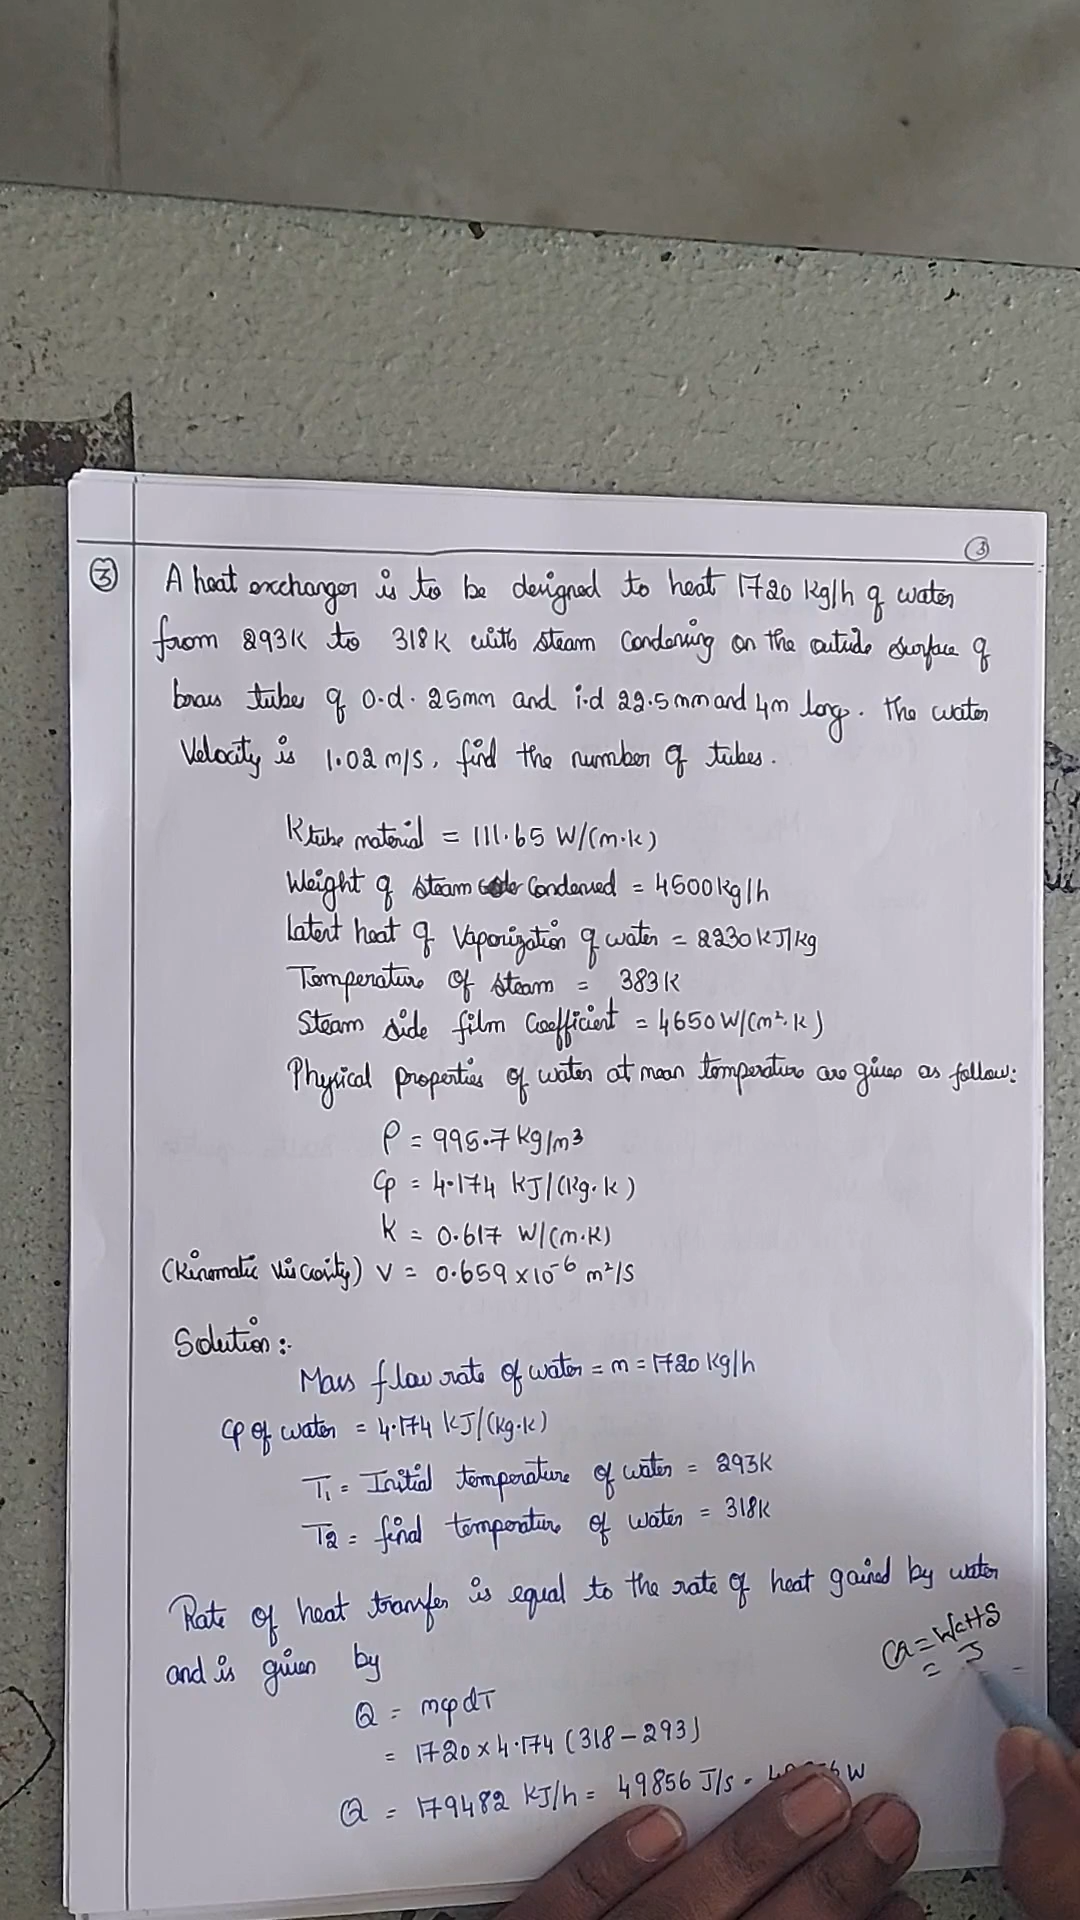 ③
③ A heat exchanger is to be designed to heat 1720 kg/h of water
from 293K to 318K with steam condensing on the outside surface of
brass tubes of o.d. 25mm and i.d 22.5mm and 4m long. The water
Velocity is 1.02 m/s, find the number of tubes.
K tube material = 111.65 W/(m.k)
Weight of steam condensed = 4500 kg/h
Latent heat of Vaporization of water = 2230 kJ/kg
Temperature of steam = 383K
Steam side film Coefficient = 4650 W/(m².k)
Physical properties of water at mean temperature are given as follow:
ρ = 995.7 kg/m3
Cp = 4.174 kJ/(kg.k)
k = 0.617 W/(m.K)
(Kinematic Viscosity) v = 0.659 x 10-6 m²/s
Solution:-
Mass flow rate of water = m = 1720 kg/h
Cp of water = 4.174 kJ/(kg.k)
T1 = Initial temperature of water = 293K
T2 = final temperature of water = 318K
Rate of heat transfer is equal to the rate of heat gained by water
and is given by
Q = watts
= J
Q = mcpdT
= 1720 x 4.174 (318 - 293)
Q = 179482 kJ/h = 49856 J/s = W